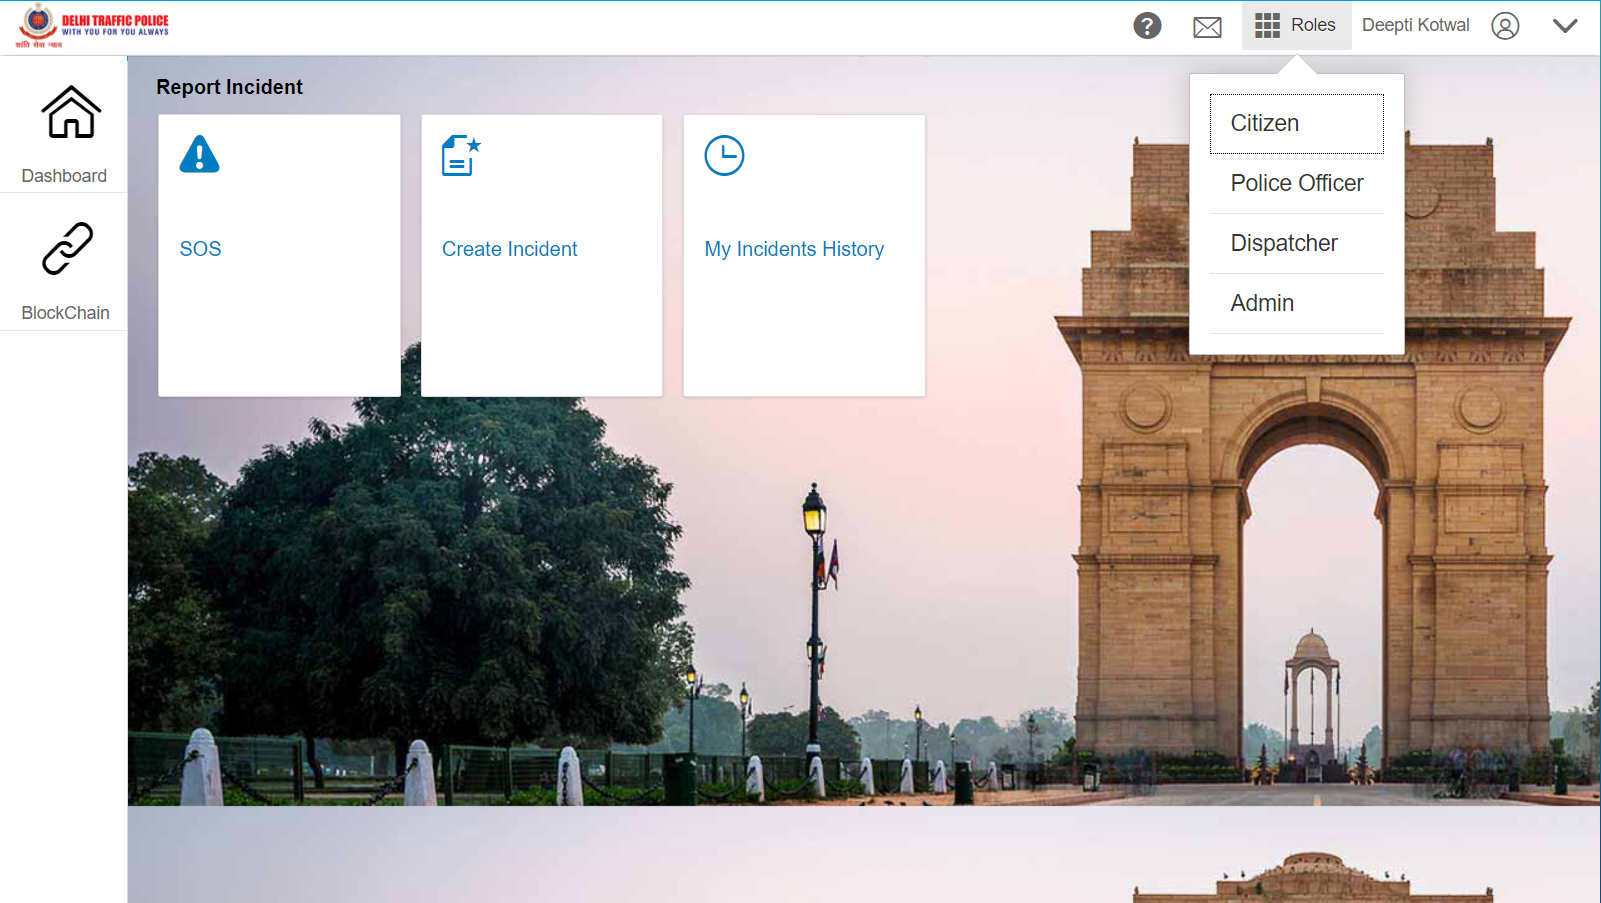 DELHI TRAFFIC POLICE
WITH YOU FOR YOU ALWAYS
शांति सेवा न्याय
?
Roles
Deepti Kotwal
Report Incident
Citizen
Police Officer
Dispatcher
Admin
Dashboard
SOS
Create Incident
My Incidents History
BlockChain